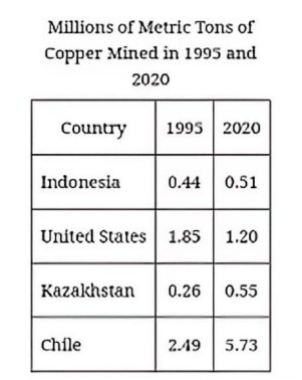 Millions of Metric Tons of
Copper Mined in 1995 and
2020
Country 1995 2020
Indonesia 0.44 0.51
United States 1.85 1.20
Kazakhstan 0.26 0.55
Chile 2.49 5.73